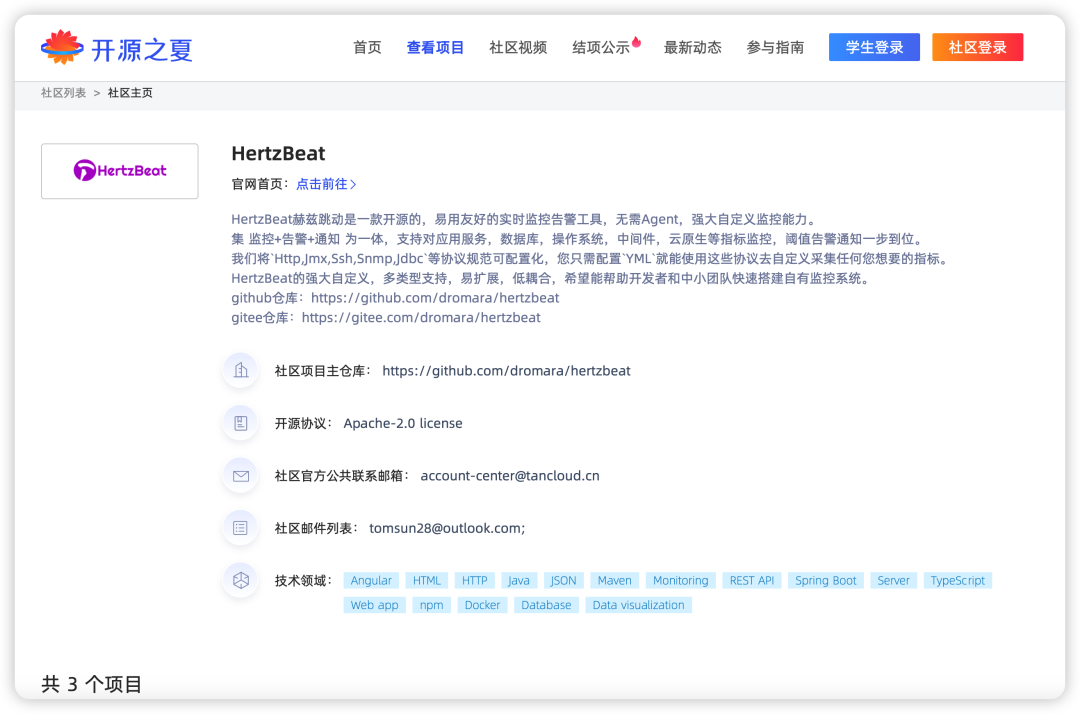 开源之夏
首页 查看项目 社区视频 结项公示 最新动态 参与指南 学生登录 社区登录
社区列表 > 社区主页
HertzBeat
HertzBeat
官网首页：点击前往>
HertzBeat赫兹跳动是一款开源的，易用友好的实时监控告警工具，无需Agent，强大自定义监控能力。
集 监控+告警+通知 为一体，支持对应用服务，数据库，操作系统，中间件，云原生等指标监控，阈值告警通知一步到位。
我们将`Http,Jmx,Ssh,Snmp,Jdbc`等协议规范可配置化，您只需配置`YML`就能使用这些协议去自定义采集任何您想要的指标。
HertzBeat的强大自定义，多类型支持，易扩展，低耦合，希望能帮助开发者和中小团队快速搭建自有监控系统。
github仓库：https://github.com/dromara/hertzbeat
gitee仓库：https://gitee.com/dromara/hertzbeat
社区项目主仓库： https://github.com/dromara/hertzbeat
开源协议： Apache-2.0 license
社区官方公共联系邮箱： account-center@tancloud.cn
社区邮件列表： tomsun28@outlook.com;
技术领域： Angular HTML HTTP Java JSON Maven Monitoring REST API Spring Boot Server TypeScript
Web app npm Docker Database Data visualization
共 3 个项目